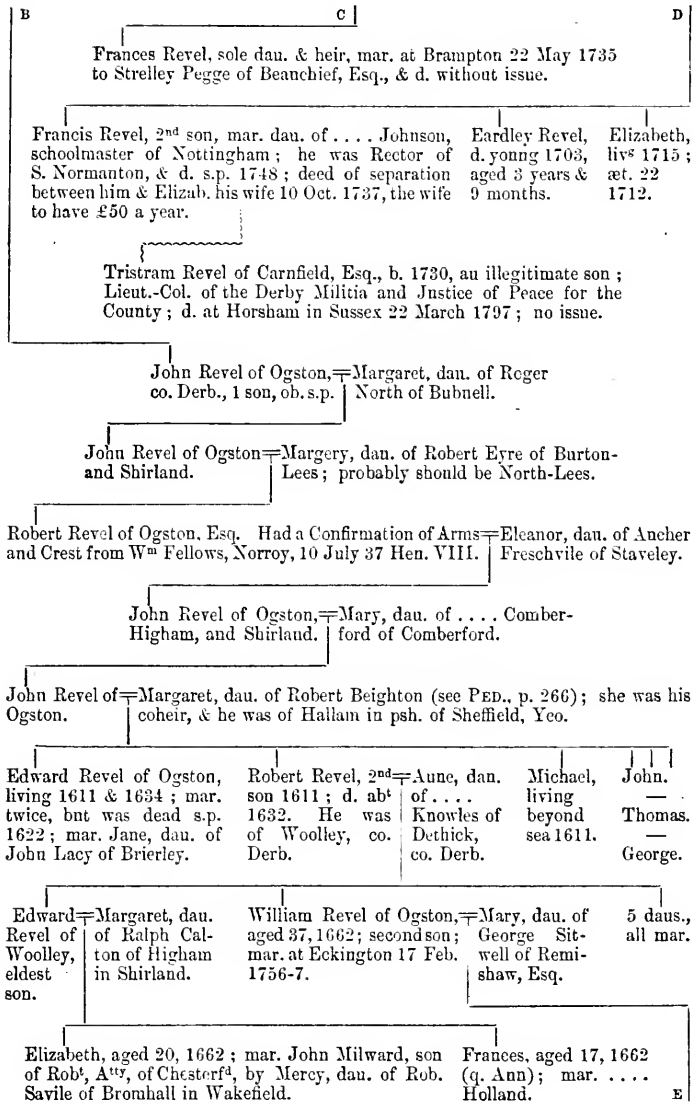 B C D
Frances Revel, sole dau. & heir, mar. at Brampton 22 May 1735
to Strelley Pegge of Beauchief, Esq., & d. without issue.
Francis Revel, 2nd son, mar. dau. of .... Johnson,
schoolmaster of Nottingham; he was Rector of
S. Normanton, & d. s.p. 1748; deed of separation
between him & Elizab. his wife 10 Oct. 1737, the wife
to have £50 a year.
Eardley Revel,
d. young 1703,
aged 3 years &
9 months.
Elizabeth,
livg 1715;
æt. 22
1712.
Tristram Revel of Carnfield, Esq., b. 1730, an illegitimate son;
Lieut.-Col. of the Derby Militia and Justice of Peace for the
County; d. at Horsham in Sussex 22 March 1797; no issue.
John Revel of Ogston,
co. Derb., 1 son, ob. s.p.
Margaret, dau. of Roger
North of Bubnell.
John Revel of Ogston
and Shirland.
Margery, dau. of Robert Eyre of Burton-
Lees; probably should be North-Lees.
Robert Revel of Ogston, Esq. Had a Confirmation of Arms
and Crest from Wm Fellows, Norroy, 10 July 37 Hen. VIII.
Eleanor, dau. of Ancher
Freschvile of Staveley.
John Revel of Ogston,
Higham, and Shirland.
Mary, dau. of .... Comber-
ford of Comberford.
John Revel of
Ogston.
Margaret, dau. of Robert Beighton (see PED., p. 266); she was his
coheir, & he was of Hallam in psh. of Sheffield, Yeo.
Edward Revel of Ogston,
living 1611 & 1634; mar.
twice, but was dead s.p.
1622; mar. Jane, dau. of
John Lacy of Brierley.
Robert Revel, 2nd
son 1611; d. abt
1632. He was
of Woolley, co.
Derb.
Anne, dau.
of ....
Knowles of
Dethick,
co. Derb.
Michael,
living
beyond
sea 1611.
John.
—
Thomas.
—
George.
Edward
Revel of
Woolley,
eldest
son.
Margaret, dau.
of Ralph Cal-
ton of Higham
in Shirland.
William Revel of Ogston,
aged 37, 1662; second son;
mar. at Eckington 17 Feb.
1756-7.
Mary, dau. of
George Sit-
well of Remi-
shaw, Esq.
5 daus.,
all mar.
Elizabeth, aged 20, 1662; mar. John Milward, son
of Robt, Atty, of Chesterfd, by Mercy, dau. of Rob.
Savile of Bromhall in Wakefield.
Frances, aged 17, 1662
(q. Ann); mar. ....
Holland.
E